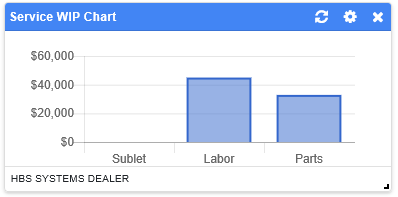 Service WIP Chart
$60,000
$40,000
$20,000
$0
Sublet Labor Parts
HBS SYSTEMS DEALER